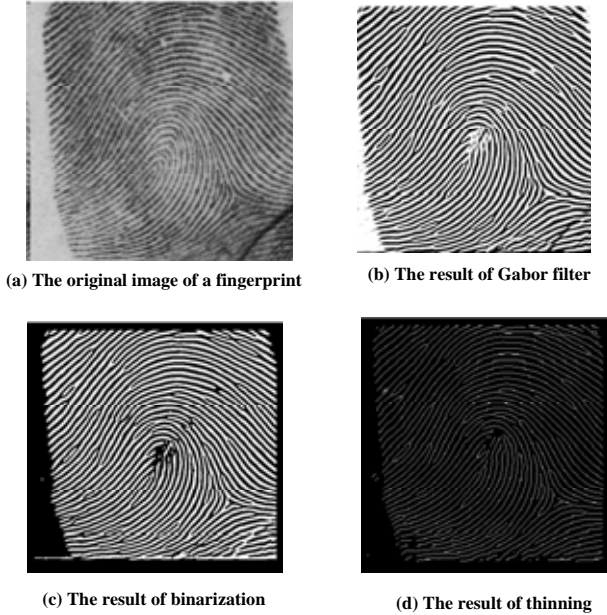 (a) The original image of a fingerprint
(b) The result of Gabor filter
(c) The result of binarization
(d) The result of thinning